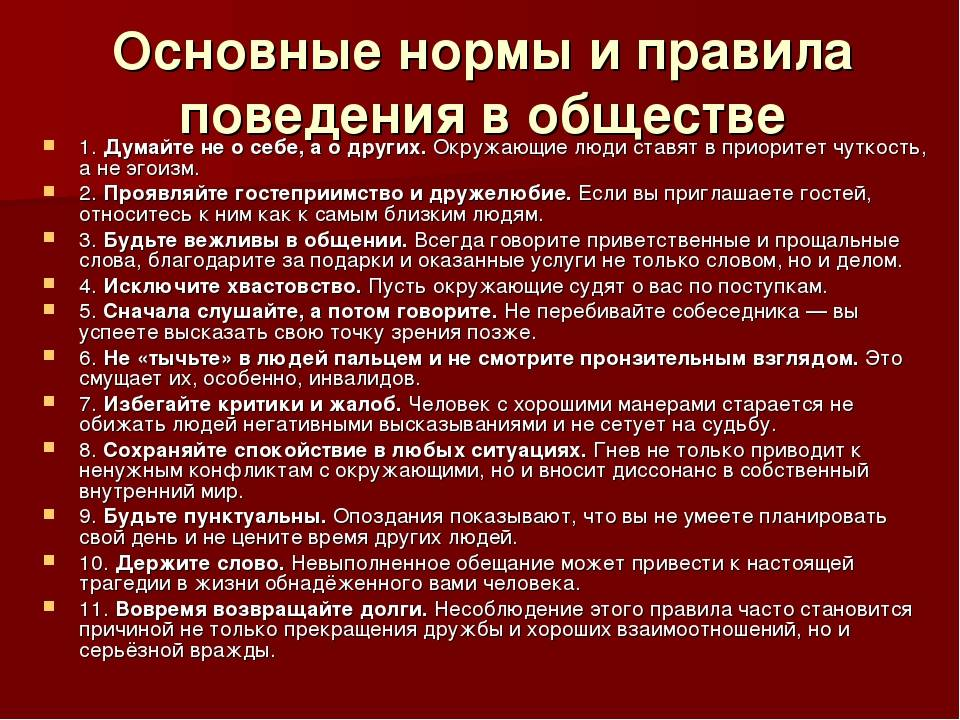 Основные нормы и правила
поведения в обществе
1. Думайте не о себе, а о других. Окружающие люди ставят в приоритет чуткость,
а не эгоизм.
2. Проявляйте гостеприимство и дружелюбие. Если вы приглашаете гостей,
относитесь к ним как к самым близким людям.
3. Будьте вежливы в общении. Всегда говорите приветственные и прощальные
слова, благодарите за подарки и оказанные услуги не только словом, но и делом.
4. Исключите хвастовство. Пусть окружающие судят о вас по поступкам.
5. Сначала слушайте, а потом говорите. Не перебивайте собеседника — вы
успеете высказать свою точку зрения позже.
6. Не «тычьте» в людей пальцем и не смотрите пронзительным взглядом. Это
смущает их, особенно, инвалидов.
7. Избегайте критики и жалоб. Человек с хорошими манерами старается не
обижать людей негативными высказываниями и не сетует на судьбу.
8. Сохраняйте спокойствие в любых ситуациях. Гнев не только приводит к
ненужным конфликтам с окружающими, но и вносит диссонанс в собственный
внутренний мир.
9. Будьте пунктуальны. Опоздания показывают, что вы не умеете планировать
свой день и не цените время других людей.
10. Держите слово. Невыполненное обещание может привести к настоящей
трагедии в жизни обнадёженного вами человека.
11. Вовремя возвращайте долги. Несоблюдение этого правила часто становится
причиной не только прекращения дружбы и хороших взаимоотношений, но и
серьёзной вражды.